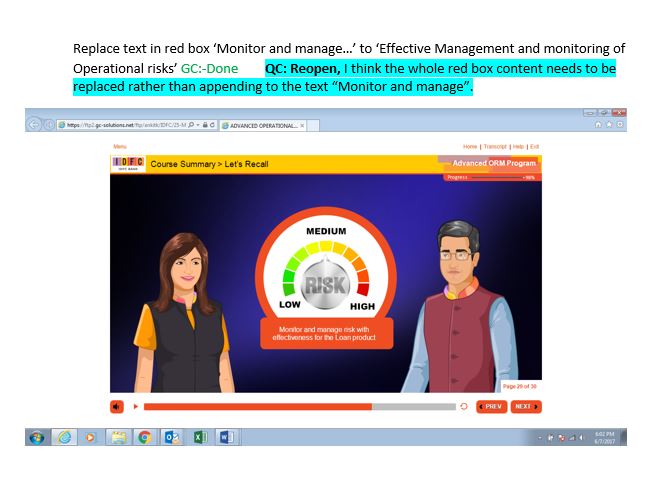 Replace text in red box ‘Monitor and manage…’ to ‘Effective Management and monitoring of
Operational risks’ GC:-Done QC: Reopen, I think the whole red box content needs to be
replaced rather than appending to the text “Monitor and manage”.
https://ftp2.gc-solutions.net/ftp/ankitk/IDFC/25-M
ADVANCED OPERATIONAL...
Menu
Home | Transcript | Help | Exit
IDFC
IDFC BANK
Course Summary > Let's Recall
Advanced ORM Program
Progress
98%
MEDIUM
RISK
LOW
HIGH
Monitor and manage risk with
effectiveness for the Loan product
Page 29 of 30
PREV
NEXT
6:02 PM
6/7/2017